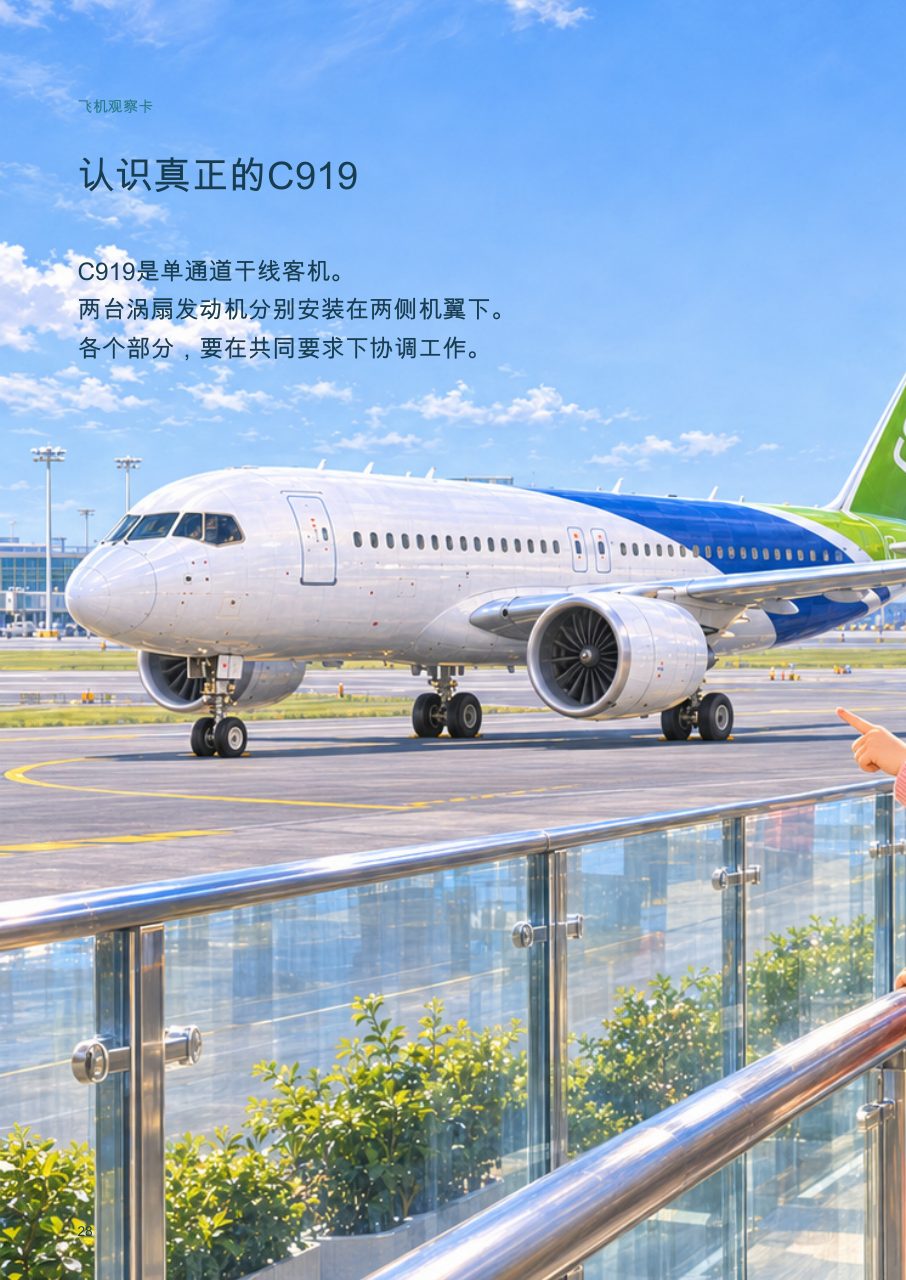 飞机观察卡
认识真正的C919
C919是单通道干线客机。
两台涡扇发动机分别安装在两侧机翼下。
各个部分，要在共同要求下协调工作。
28